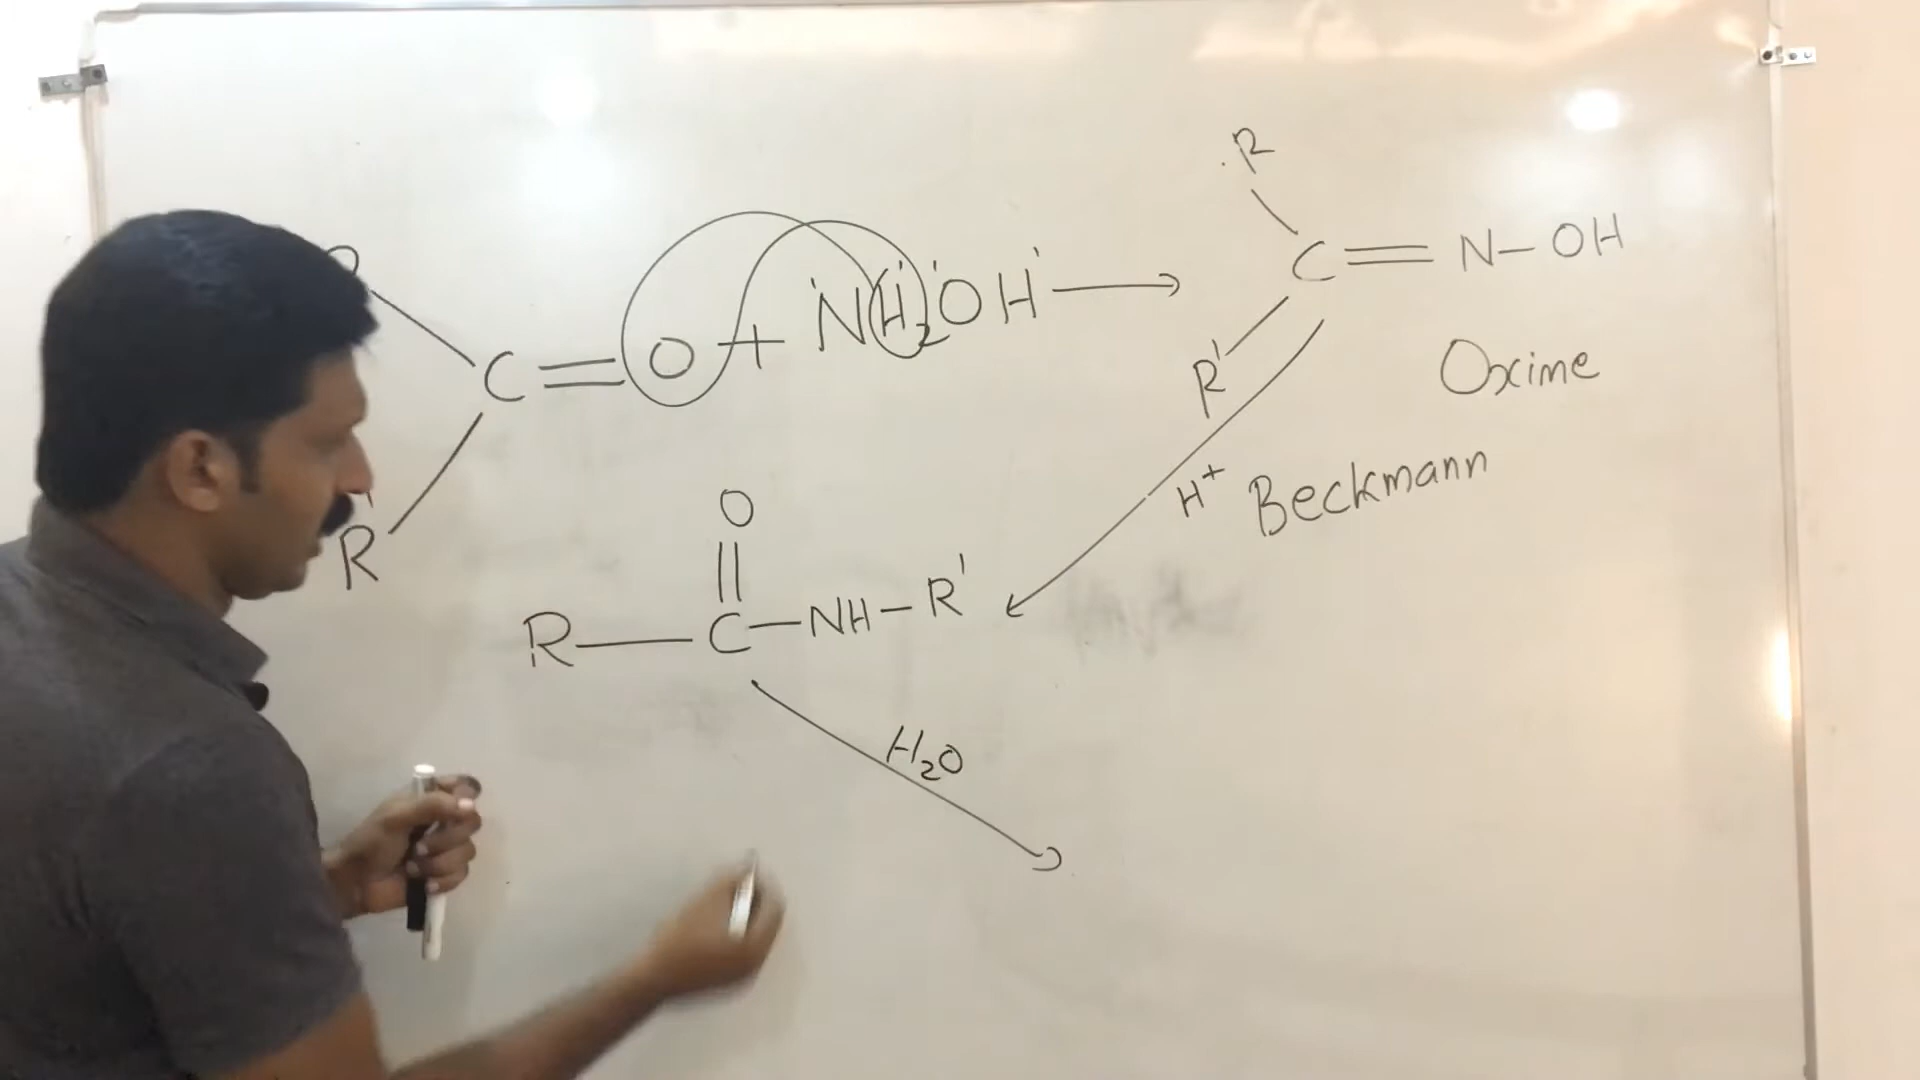 R
C = O + NH2OH → C = N - OH
R'
R'
Oxime
H+ Beckmann
O
R - C - NH - R'
H2O
R